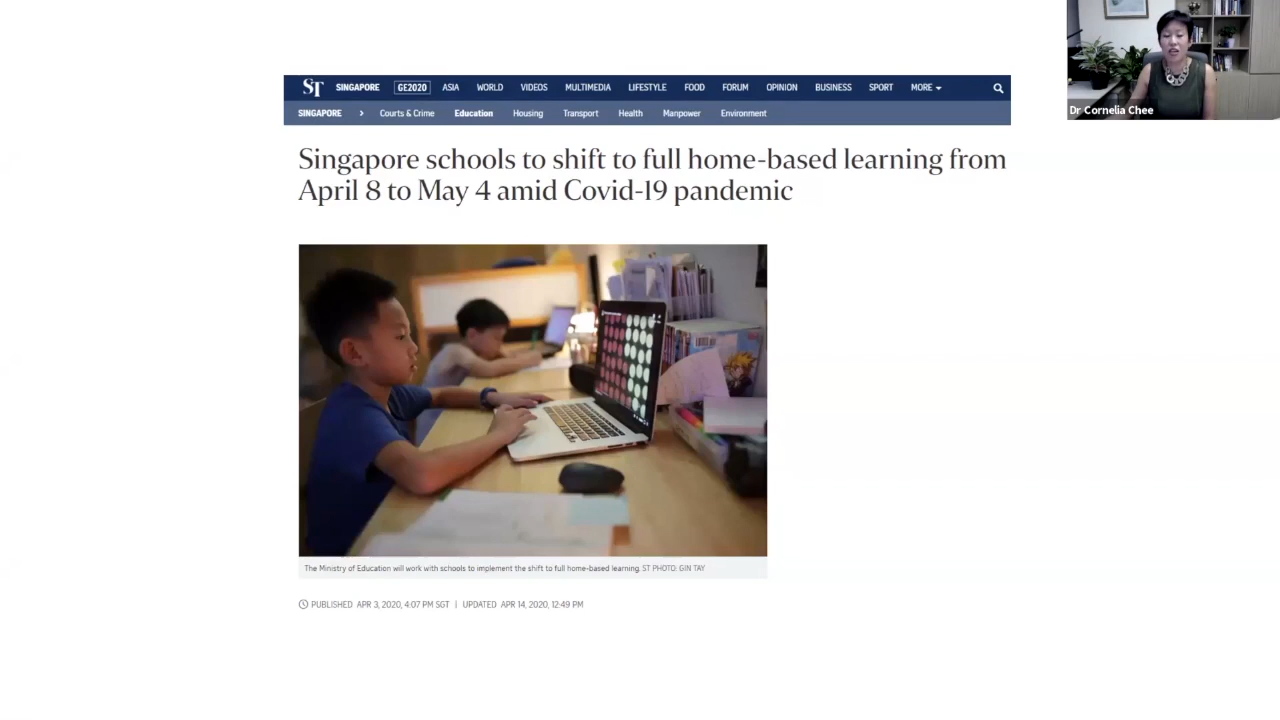 Dr Cornelia Chee
ST SINGAPORE GE2020 ASIA WORLD VIDEOS MULTIMEDIA LIFESTYLE FOOD FORUM OPINION BUSINESS SPORT MORE
SINGAPORE > Courts & Crime Education Housing Transport Health Manpower Environment
Singapore schools to shift to full home-based learning from
April 8 to May 4 amid Covid-19 pandemic
The Ministry of Education will work with schools to implement the shift to full home-based learning. ST PHOTO: GIN TAY
PUBLISHED APR 3, 2020, 4:07 PM SGT | UPDATED APR 14, 2020, 12:49 PM